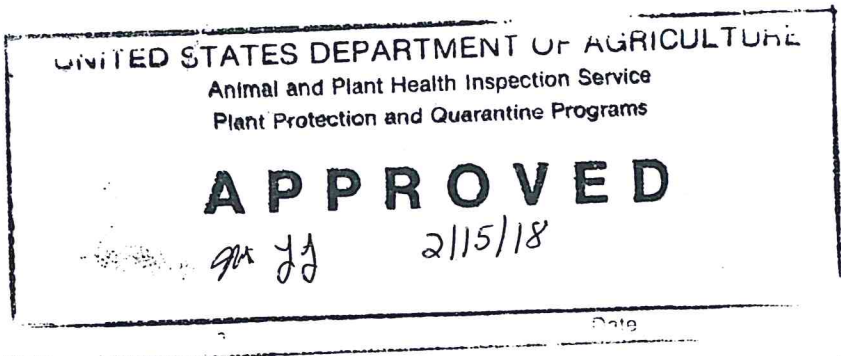 UNITED STATES DEPARTMENT OF AGRICULTURE
Animal and Plant Health Inspection Service
Plant Protection and Quarantine Programs
APPROVED
2/15/18
Date